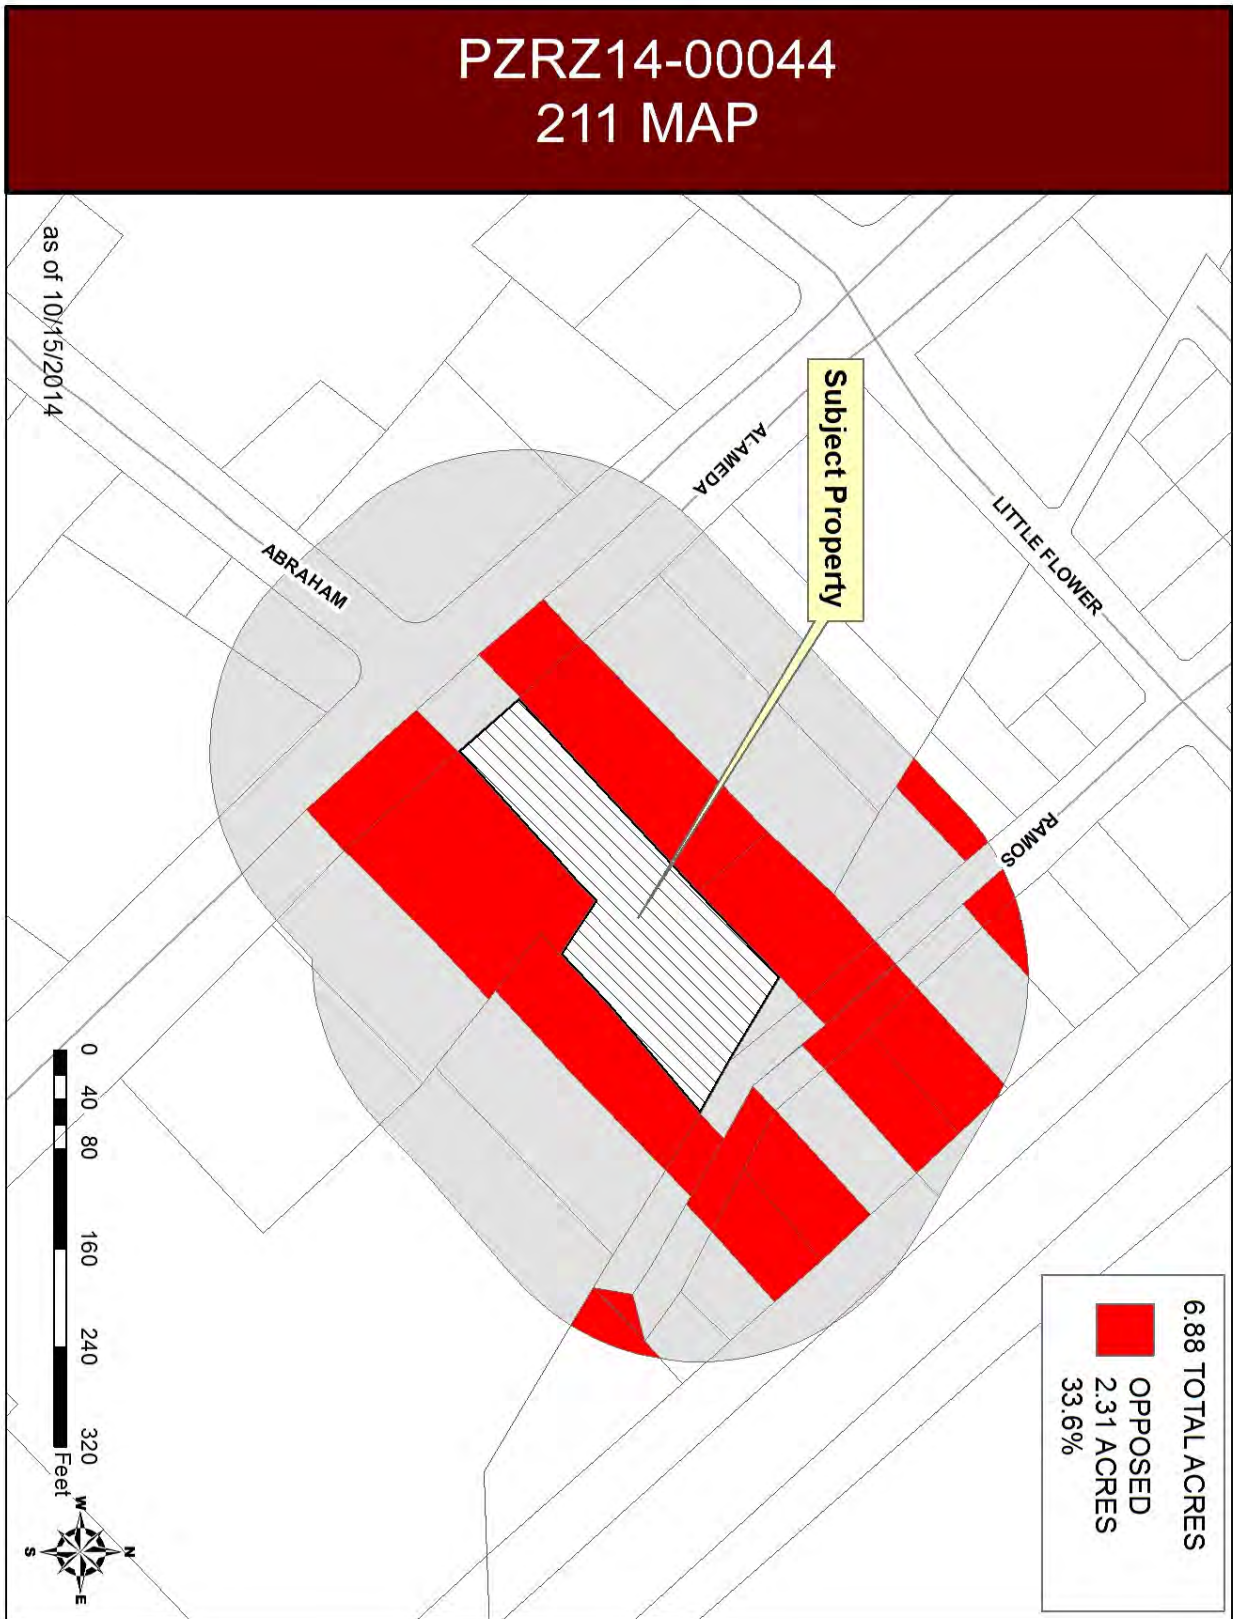 PZRZ14-00044
211 MAP
as of 10/15/2014
Subject Property
ALAMEDA
LITTLE FLOWER
ABRAHAM
RAMOS
6.88 TOTAL ACRES
OPPOSED
2.31 ACRES
33.6%
0 40 80 160 240 320
Feet
N
W
E
S